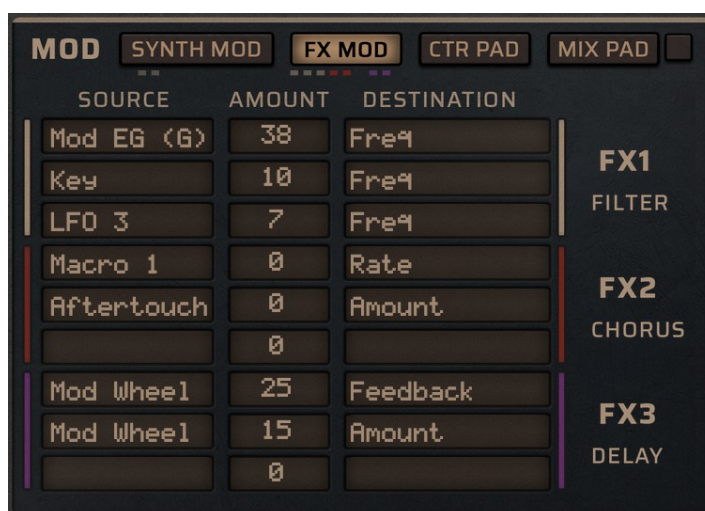 MOD SYNTH MOD FX MOD CTR PAD MIX PAD
SOURCE AMOUNT DESTINATION
Mod EG (G) 38 Freq
Key 10 Freq
LFO 3 7 Freq
FX1
FILTER
Macro 1 0 Rate
Aftertouch 0 Amount
0
FX2
CHORUS
Mod Wheel 25 Feedback
Mod Wheel 15 Amount
0
FX3
DELAY